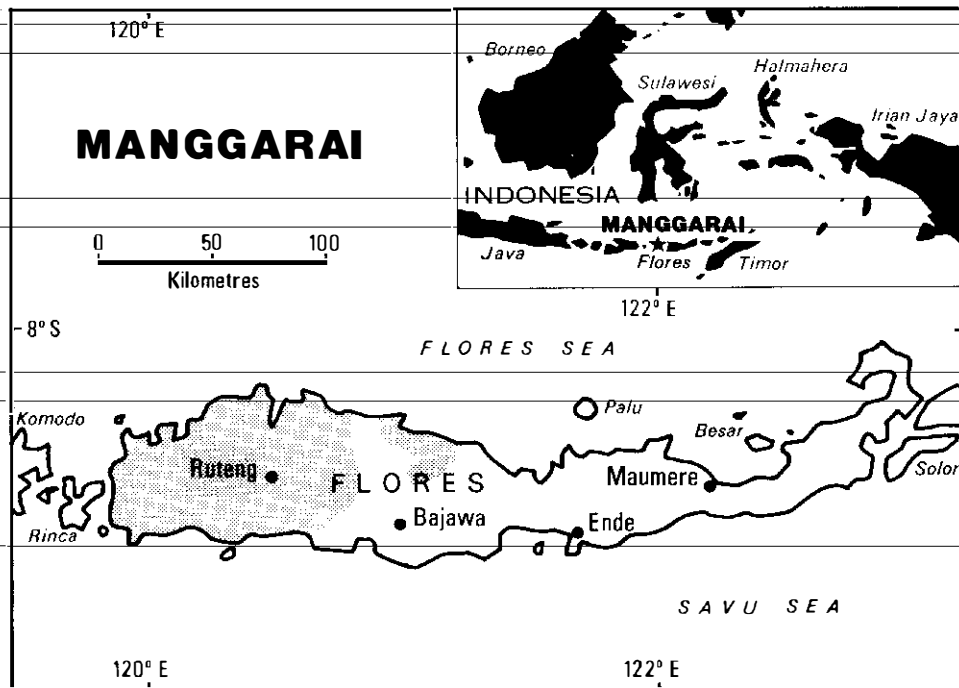 120° E
MANGGARAI
0 50 100
Kilometres
Borneo
Halmahera
Sulawesi
Irian Jaya
INDONESIA
MANGGARAI
Java
Flores
Timor
122° E
8° S
FLORES SEA
Komodo
Palu
Besar
Ruteng
FLORES
Maumere
Solor
Bajawa
Ende
Rinca
SAVU SEA
120° E
122° E